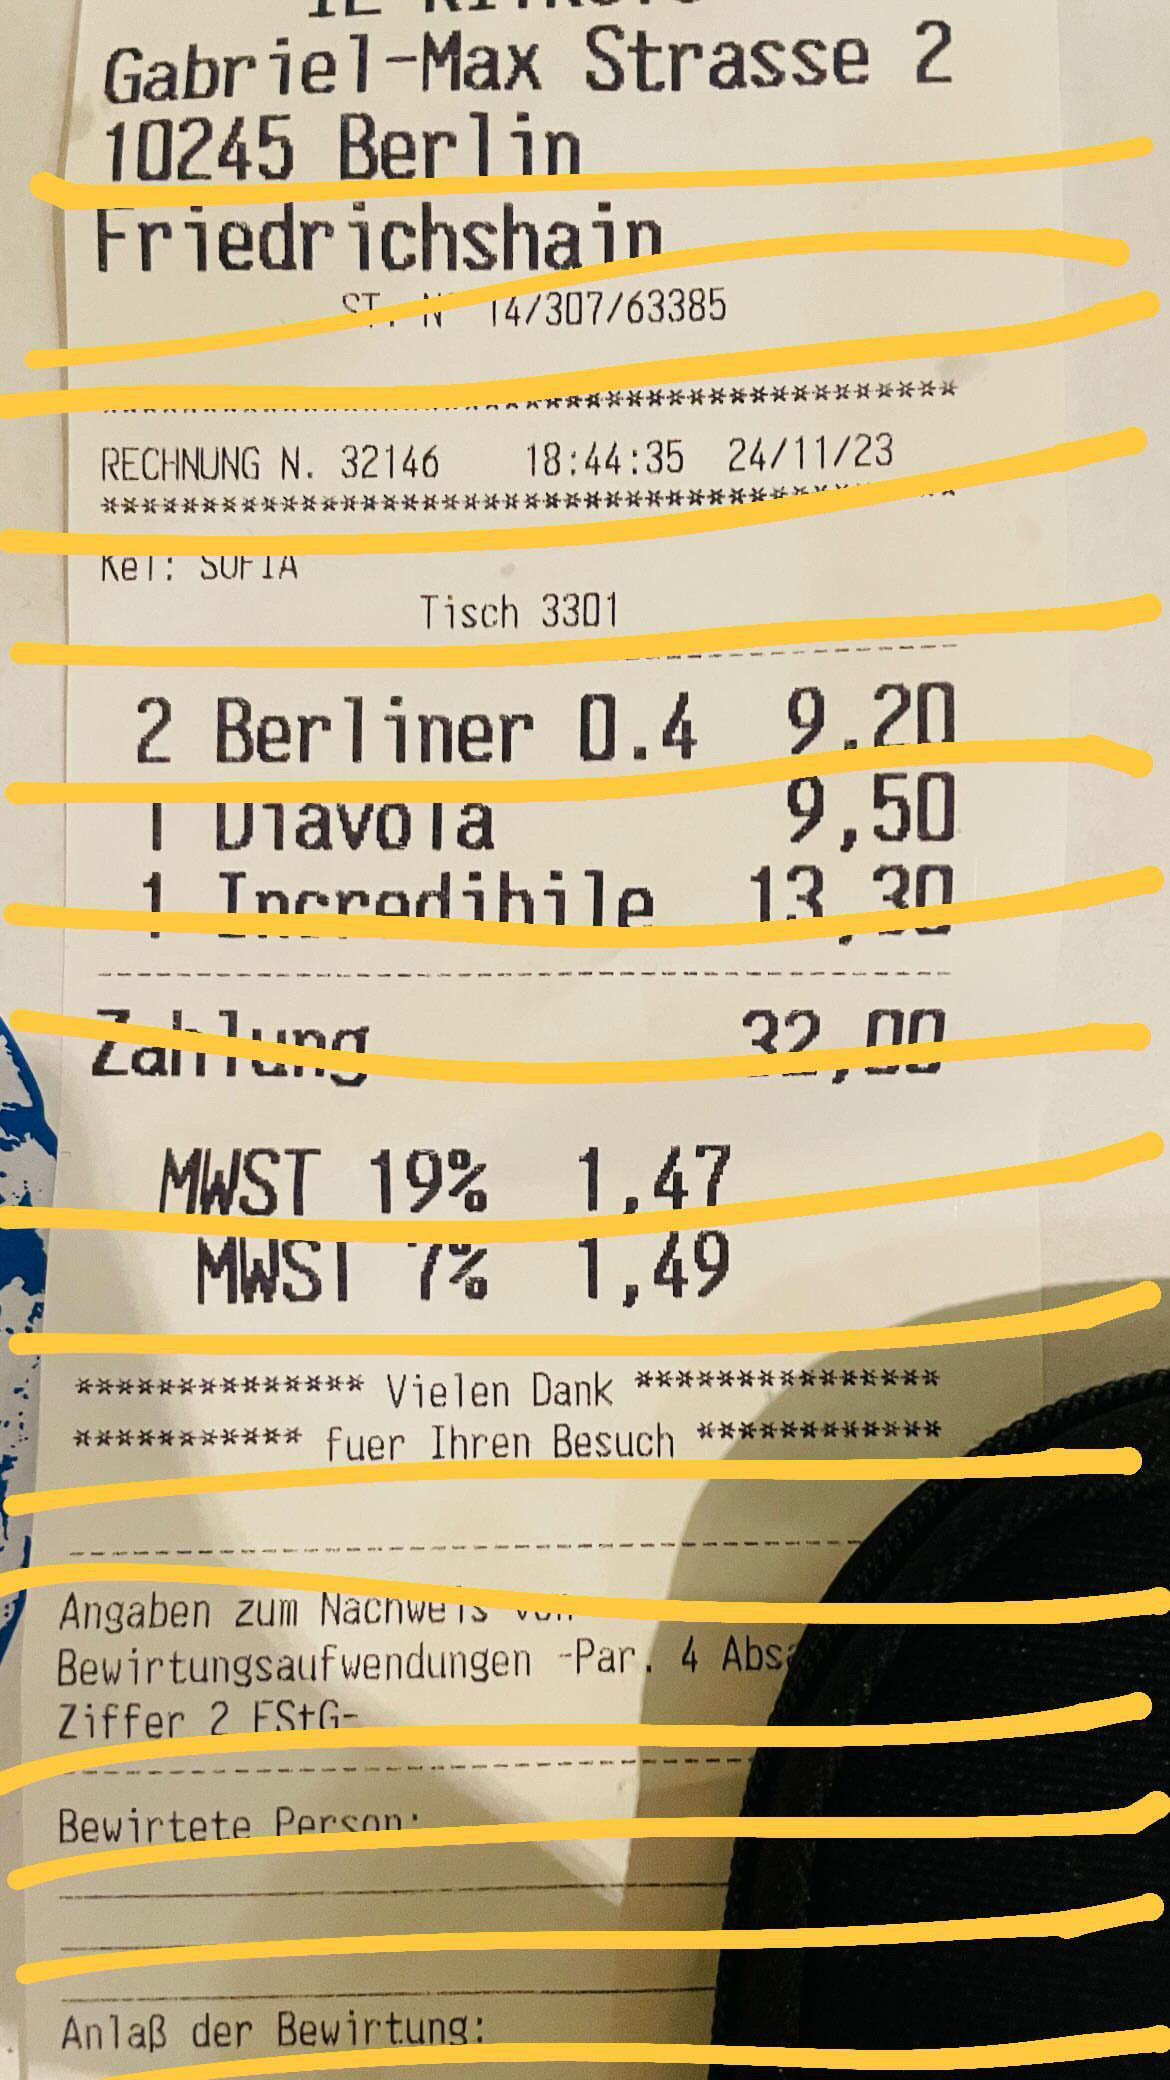 Gabriel-Max Strasse 2
10245 Berlin
Friedrichshain
ST. N° 14/307/63385
******************************************
RECHNUNG N. 32146 18:44:35 24/11/23
******************************************
Kel: SOFIA
Tisch 3301
2 Berliner 0.4 9,20
1 Diavola 9,50
1 Incredibile 13,30
Zahlung 32,00
MWST 19% 1,47
MWST 7% 1,49
************** Vielen Dank ***************
*********** fuer Ihren Besuch ************
Angaben zum Nachweis von
Bewirtungsaufwendungen -Par. 4
Ziffer 2 EStG-
Bewirtete Person:
Anlaß der Bewirtung: